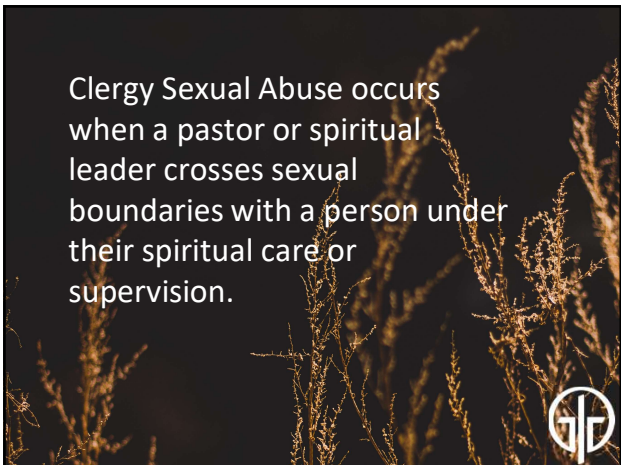 Clergy Sexual Abuse occurs
when a pastor or spiritual
leader crosses sexual
boundaries with a person under
their spiritual care or
supervision.